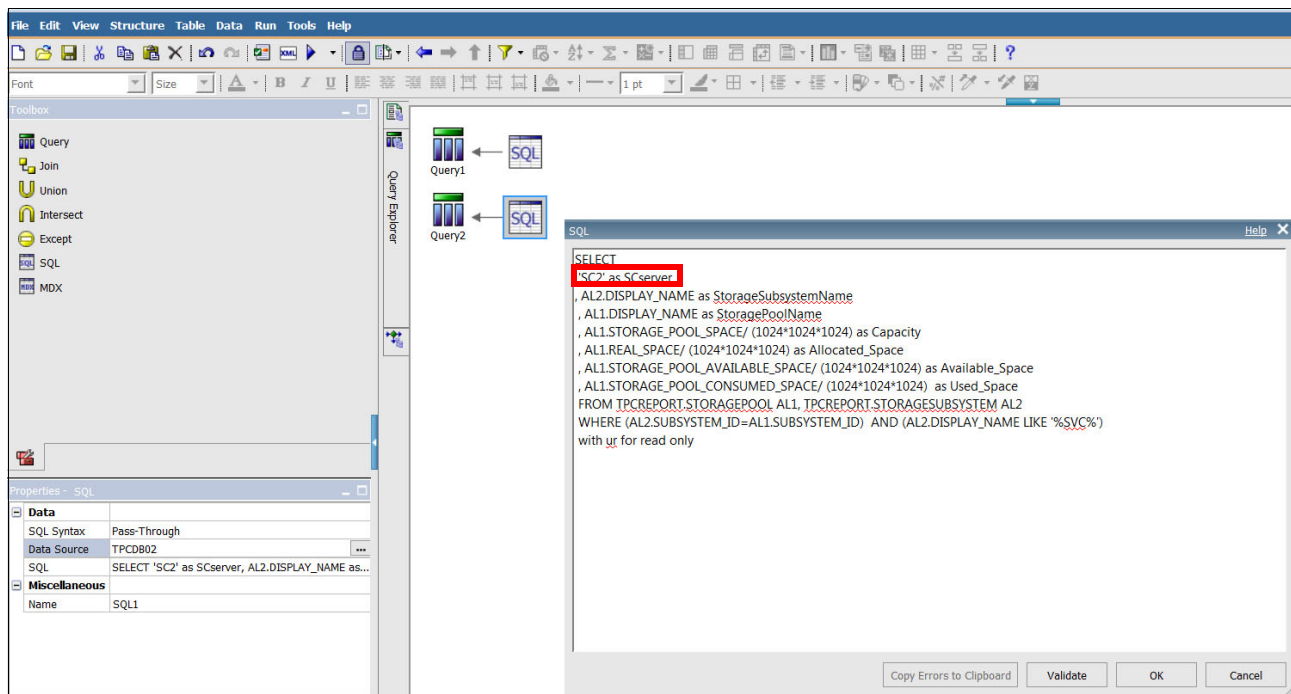 File Edit View Structure Table Data Run Tools Help
Font Size A B I U 1 pt
Toolbox
Query
Join
Union
Intersect
Except
SQL SQL
MDX MDX
Query Explorer
SQL
Query1
SQL
Query2
SQL Help X
SELECT
'SC2' as SCserver
, AL2.DISPLAY_NAME as StorageSubsystemName
, AL1.DISPLAY_NAME as StoragePoolName
, AL1.STORAGE_POOL_SPACE/ (1024*1024*1024) as Capacity
, AL1.REAL_SPACE/ (1024*1024*1024) as Allocated_Space
, AL1.STORAGE_POOL_AVAILABLE_SPACE/ (1024*1024*1024) as Available_Space
, AL1.STORAGE_POOL_CONSUMED_SPACE/ (1024*1024*1024)  as Used_Space
FROM TPCREPORT.STORAGEPOOL AL1, TPCREPORT.STORAGESUBSYSTEM AL2
WHERE (AL2.SUBSYSTEM_ID=AL1.SUBSYSTEM_ID)  AND (AL2.DISPLAY_NAME LIKE '%SVC%')
with ur for read only
Copy Errors to Clipboard Validate OK Cancel
Properties - SQL
Data
SQL Syntax Pass-Through
Data Source TPCDB02 ...
SQL SELECT 'SC2' as SCserver, AL2.DISPLAY_NAME as...
Miscellaneous
Name SQL1